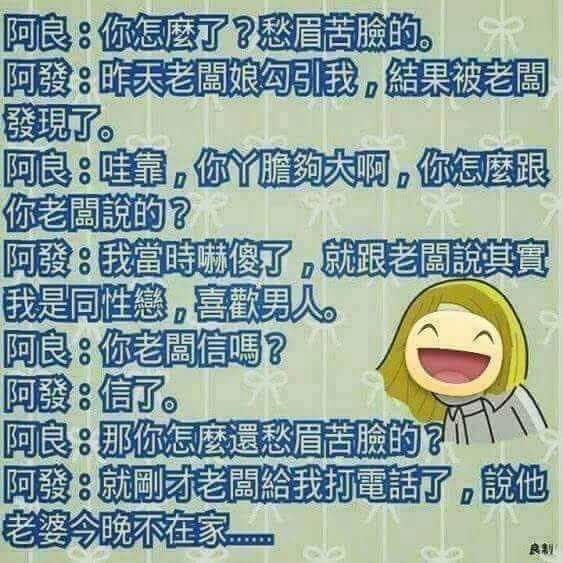 阿良：你怎麼了？愁眉苦臉的。
阿發：昨天老闆娘勾引我，結果被老闆
發現了。
阿良：哇靠，你丫膽夠大啊，你怎麼跟
你老闆說的？
阿發：我當時嚇傻了，就跟老闆說其實
我是同性戀，喜歡男人。
阿良：你老闆信嗎？
阿發：信了。
阿良：那你怎麼還愁眉苦臉的？
阿發：就剛才老闆給我打電話了，說他
老婆今晚不在家......
良制